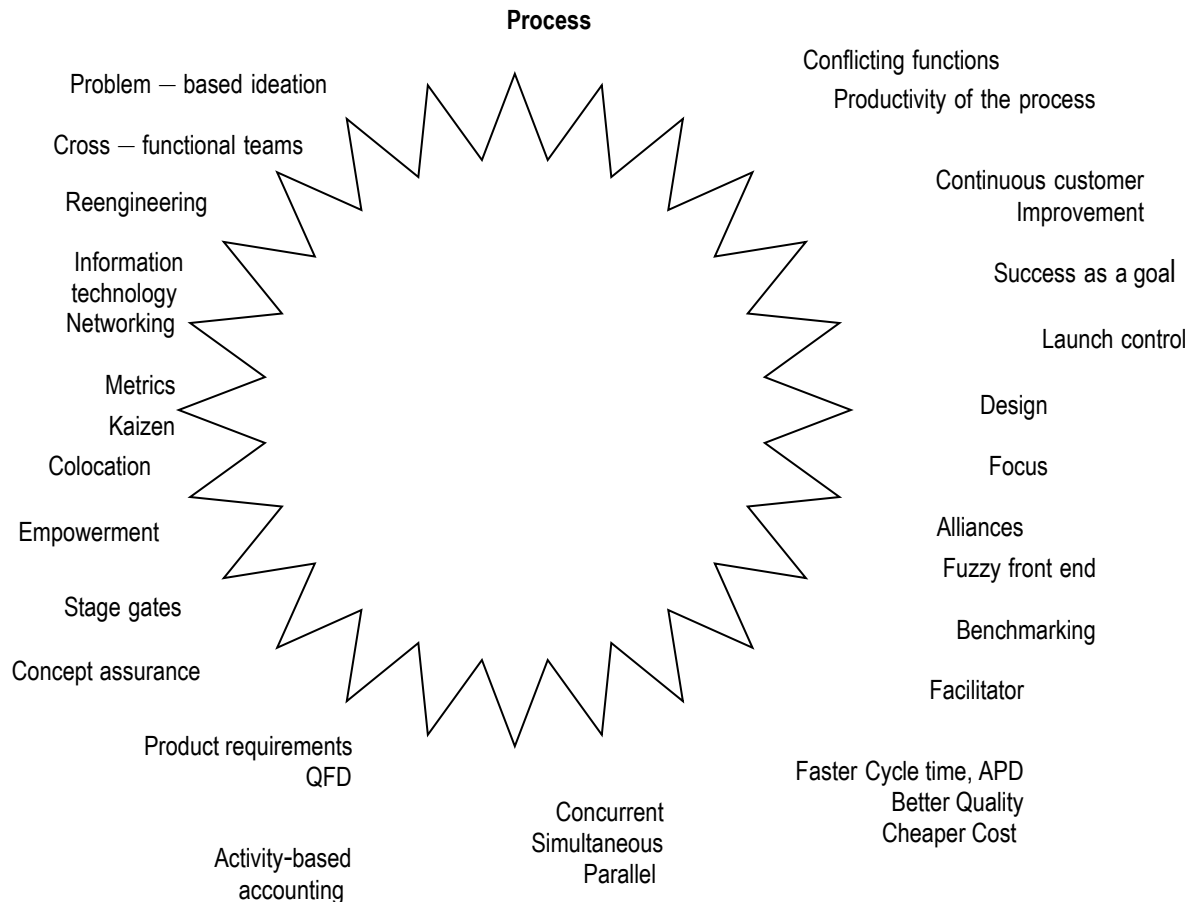 Process
Problem – based ideation
Cross – functional teams
Reengineering
Information
technology
Networking
Metrics
Kaizen
Colocation
Empowerment
Stage gates
Concept assurance
Product requirements
QFD
Activity-based
accounting
Concurrent
Simultaneous
Parallel
Conflicting functions
Productivity of the process
Continuous customer
Improvement
Success as a goal
Launch control
Design
Focus
Alliances
Fuzzy front end
Benchmarking
Facilitator
Faster Cycle time, APD
Better Quality
Cheaper Cost